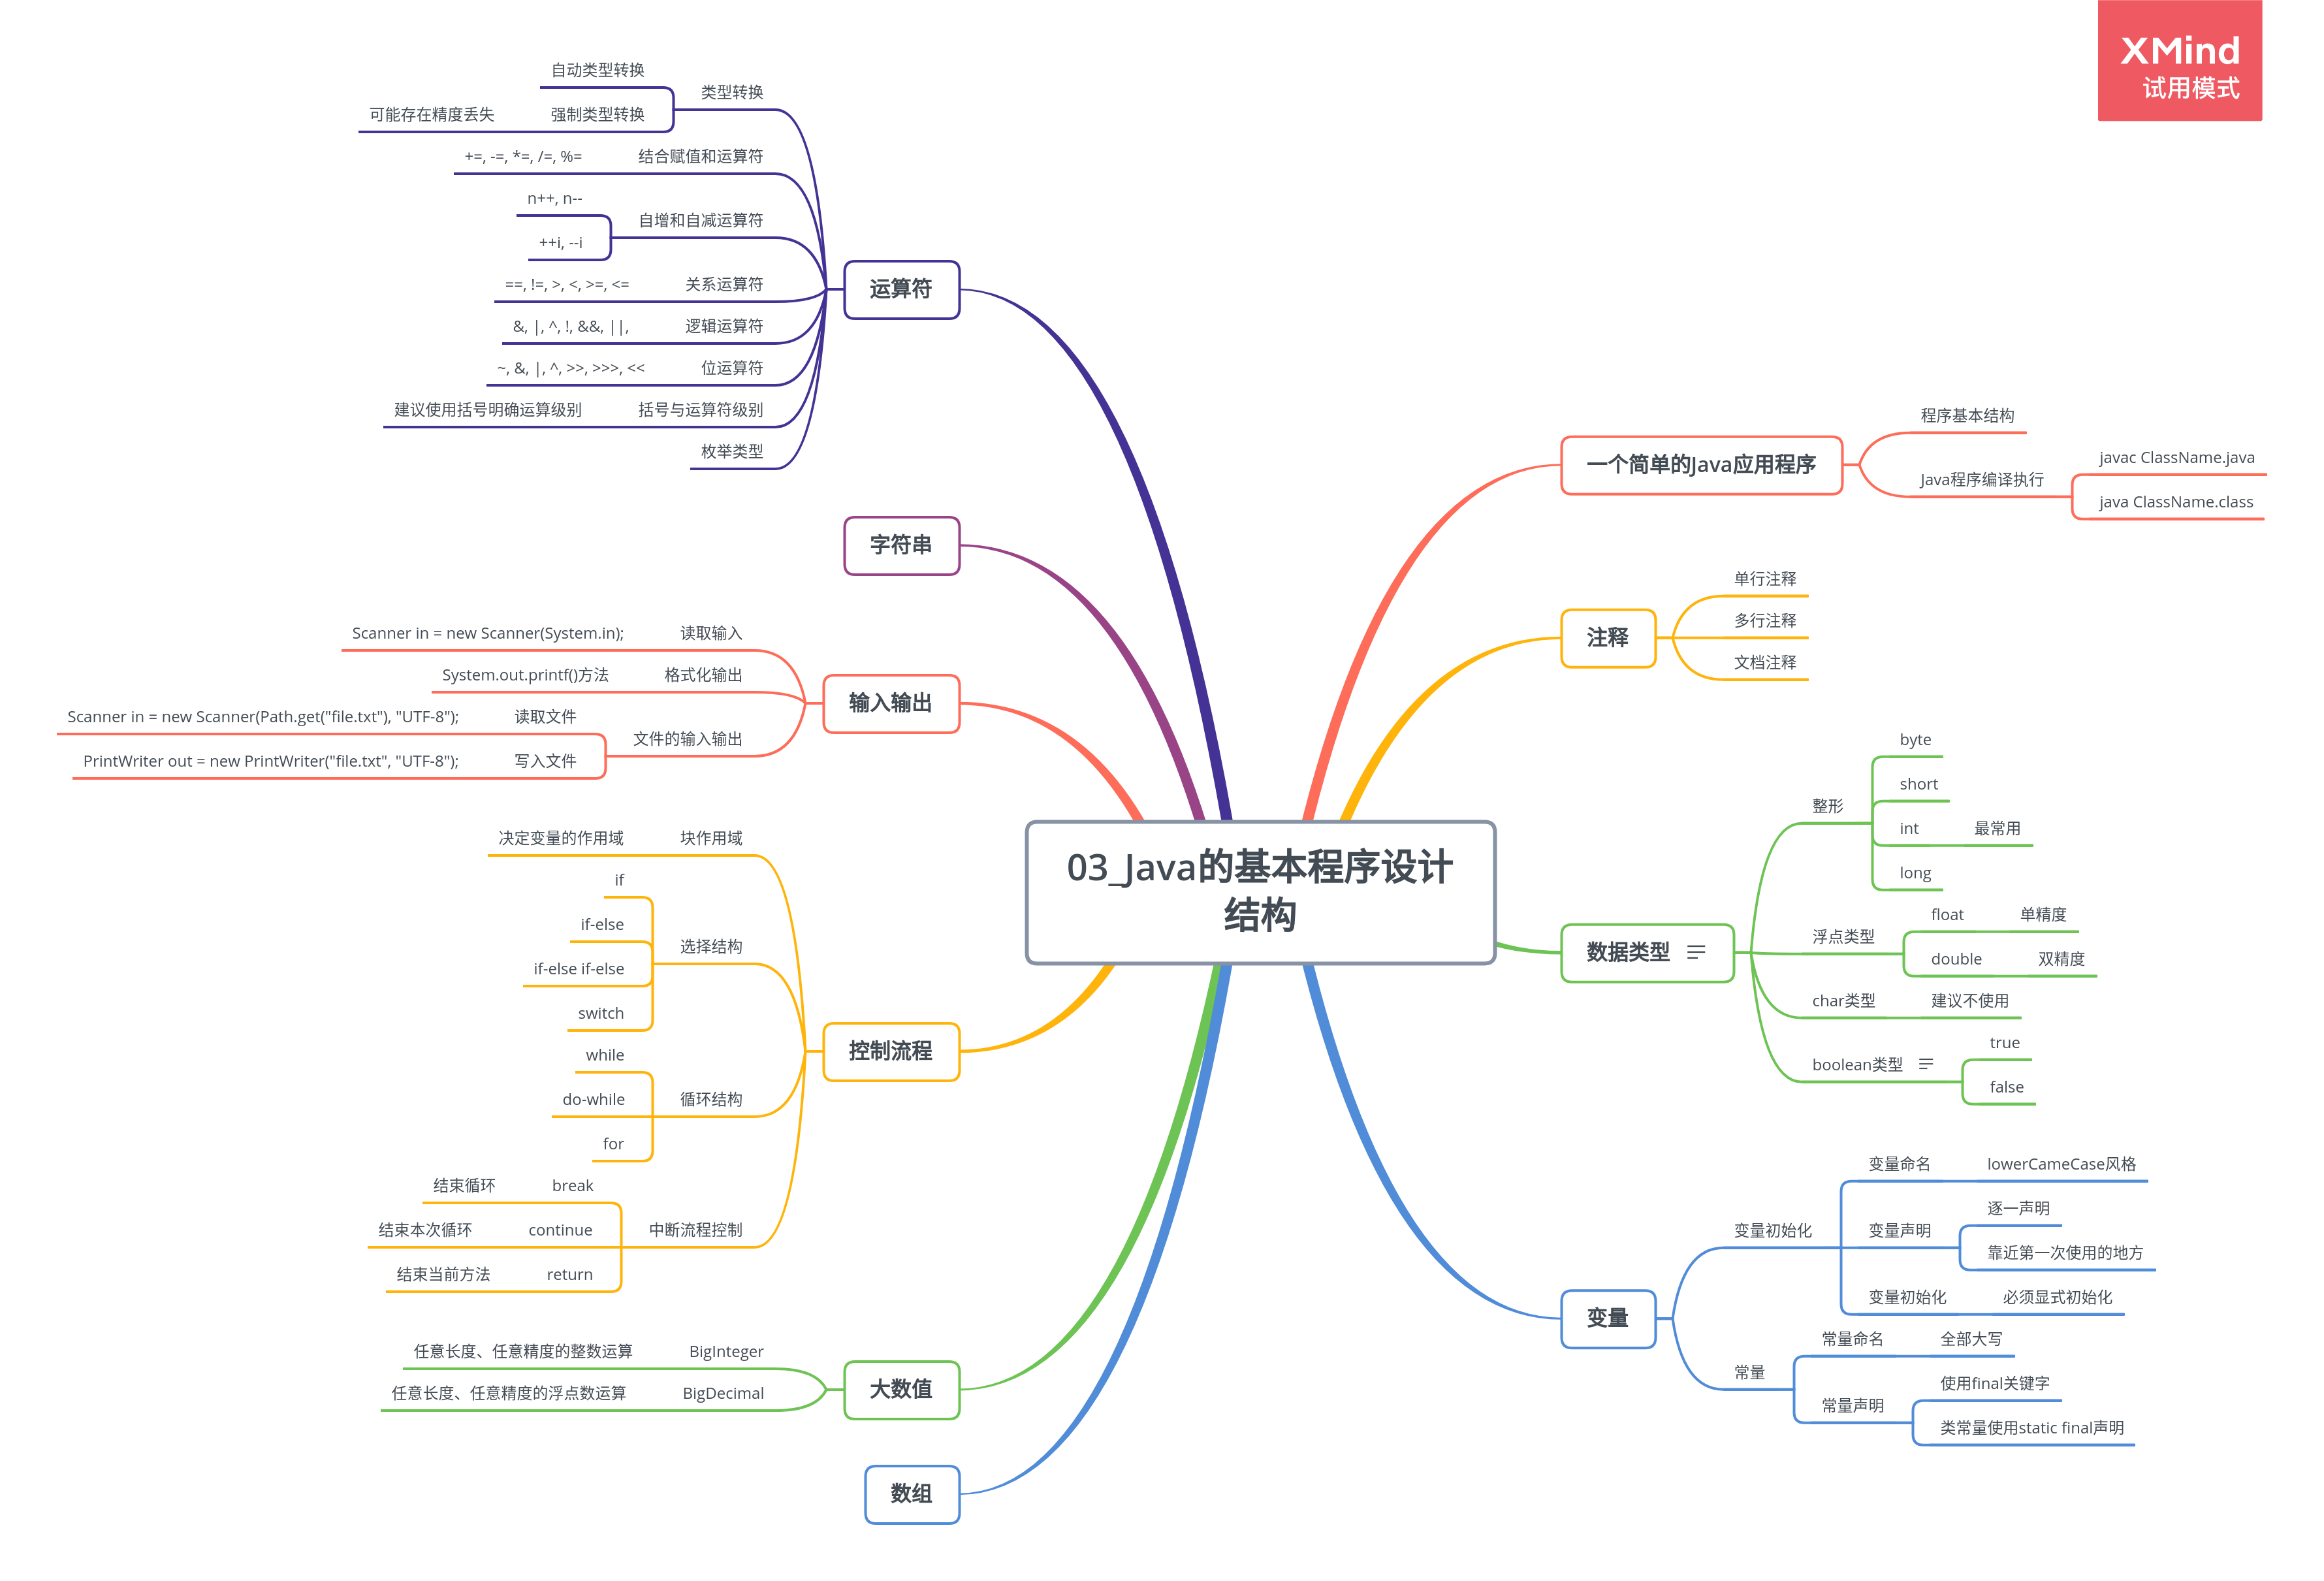 XMind
试用模式
03_Java的基本程序设计
结构
一个简单的Java应用程序
程序基本结构
Java程序编译执行
javac ClassName.java
java ClassName.class
注释
单行注释
多行注释
文档注释
数据类型
整形
byte
short
int
最常用
long
浮点类型
float
单精度
double
双精度
char类型
建议不使用
boolean类型
true
false
变量
变量初始化
变量命名
lowerCameCase风格
变量声明
逐一声明
靠近第一次使用的地方
变量初始化
必须显式初始化
常量
常量命名
全部大写
常量声明
使用final关键字
类常量使用static final声明
运算符
类型转换
自动类型转换
强制类型转换
可能存在精度丢失
结合赋值和运算符
+=, -=, *=, /=, %=
自增和自减运算符
n++, n--
++i, --i
关系运算符
==, !=, >, <, >=, <=
逻辑运算符
&, |, ^, !, &&, ||,
位运算符
~, &, |, ^, >>, >>>, <<
括号与运算符级别
建议使用括号明确运算级别
枚举类型
字符串
输入输出
读取输入
Scanner in = new Scanner(System.in);
格式化输出
System.out.printf()方法
文件的输入输出
读取文件
Scanner in = new Scanner(Path.get("file.txt"), "UTF-8");
写入文件
PrintWriter out = new PrintWriter("file.txt", "UTF-8");
控制流程
块作用域
决定变量的作用域
选择结构
if
if-else
if-else if-else
switch
循环结构
while
do-while
for
中断流程控制
break
结束循环
continue
结束本次循环
return
结束当前方法
大数值
BigInteger
任意长度、任意精度的整数运算
BigDecimal
任意长度、任意精度的浮点数运算
数组